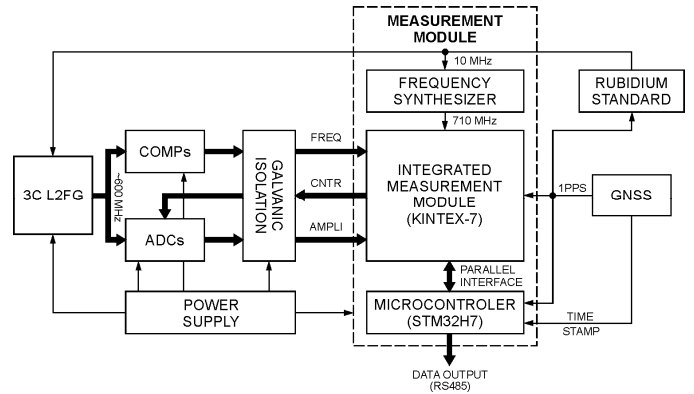 MEASUREMENT
MODULE
10 MHz
FREQUENCY
SYNTHESIZER
RUBIDIUM
STANDARD
710 MHz
COMPs
FREQ
GALVANIC
ISOLATION
INTEGRATED
MEASUREMENT
MODULE
(KINTEX-7)
3C L2FG
~600 MHz
CNTR
1PPS
GNSS
ADCs
AMPLI
PARALLEL
INTERFACE
POWER
SUPPLY
MICROCONTROLER
(STM32H7)
TIME
STAMP
DATA OUTPUT
(RS485)